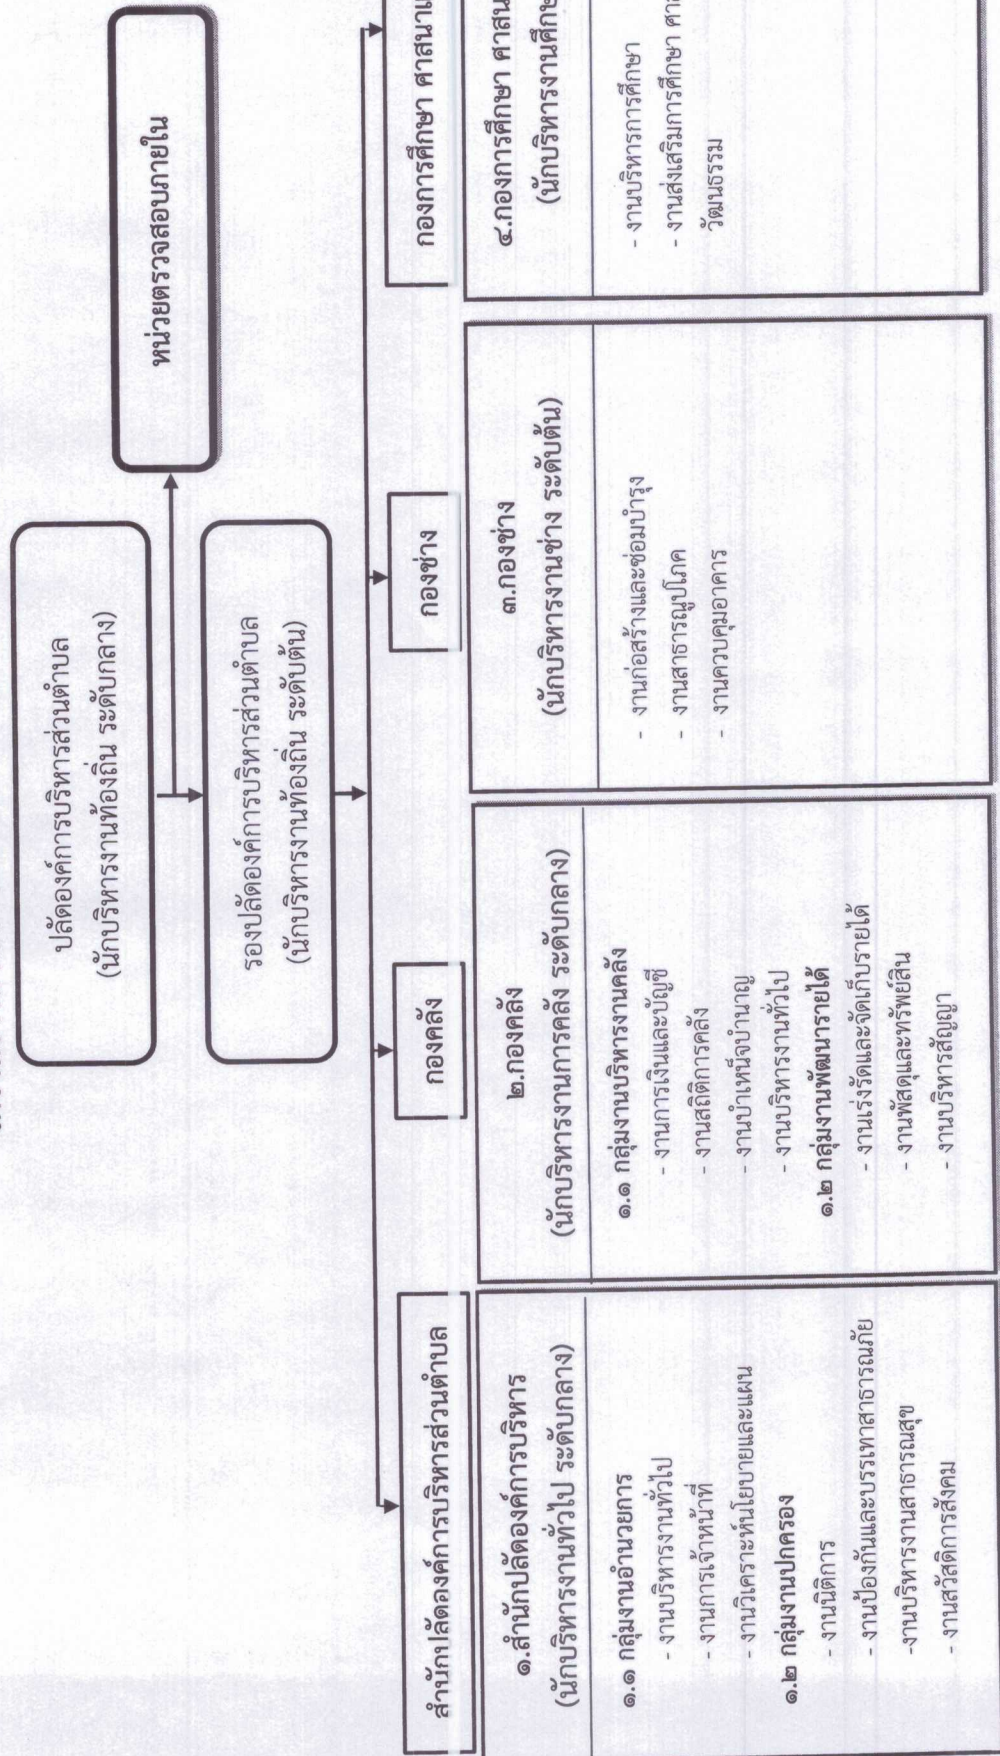 ปลัดองค์การบริหารส่วนตำบล
(นักบริหารงานท้องถิ่น ระดับกลาง)
หน่วยตรวจสอบภายใน
รองปลัดองค์การบริหารส่วนตำบล
(นักบริหารงานท้องถิ่น ระดับต้น)
สำนักปลัดองค์การบริหารส่วนตำบล
กองคลัง
กองช่าง
กองการศึกษา ศาสนาแ
๑.สำนักปลัดองค์การบริหาร
(นักบริหารงานทั่วไป ระดับกลาง)
๑.๑ กลุ่มงานอำนวยการ
- งานบริหารงานทั่วไป
- งานการเจ้าหน้าที่
- งานวิเคราะห์นโยบายและแผน
๑.๒ กลุ่มงานปกครอง
- งานนิติการ
- งานป้องกันและบรรเทาสาธารณภัย
-งานบริหารงานสาธารณสุข
- งานสวัสดิการสังคม
๒.กองคลัง
(นักบริหารงานการคลัง ระดับกลาง)
๑.๑ กลุ่มงานบริหารงานคลัง
- งานการเงินและบัญชี
- งานสถิติการคลัง
- งานบำเหน็จบำนาญ
- งานบริหารงานทั่วไป
๑.๒ กลุ่มงานพัฒนารายได้
- งานเร่งรัดและจัดเก็บรายได้
- งานพัสดุและทรัพย์สิน
- งานบริหารสัญญา
๓.กองช่าง
(นักบริหารงานช่าง ระดับต้น)
- งานก่อสร้างและซ่อมบำรุง
- งานสาธารณูปโภค
- งานควบคุมอาคาร
๔.กองการศึกษา ศาสน
(นักบริหารงานศึกษ
- งานบริหารการศึกษา
- งานส่งเสริมการศึกษา ศาส
วัฒนธรรม